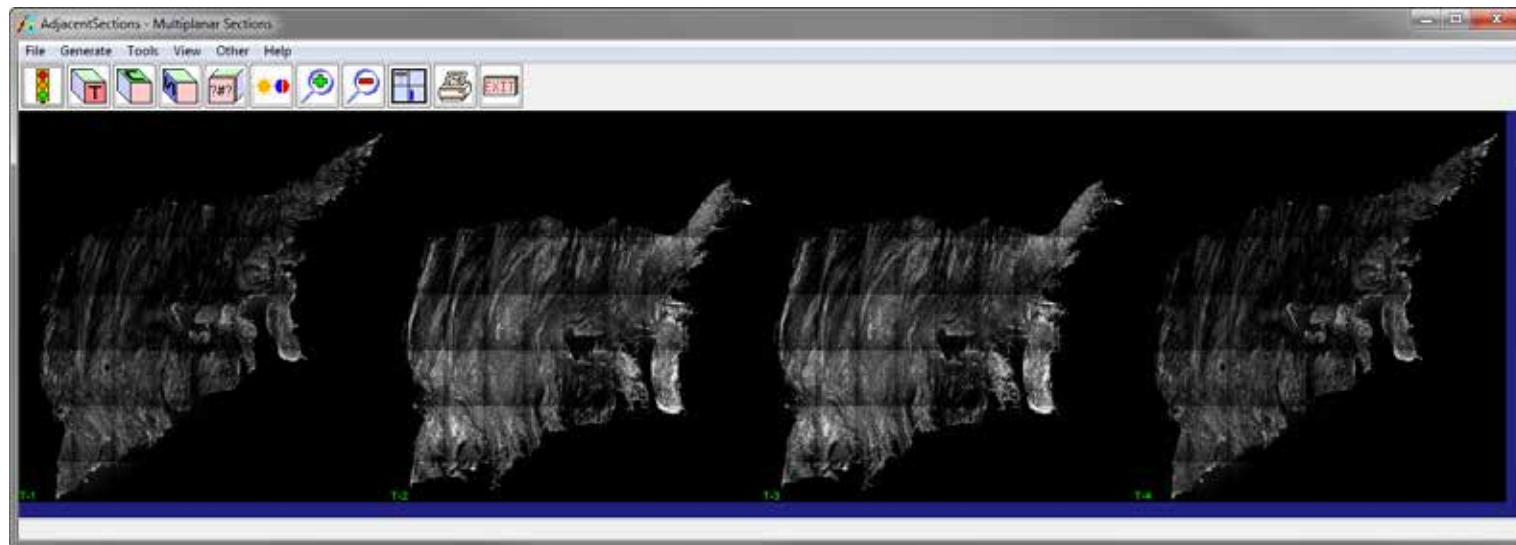 AdjacentSections - Multiplanar Sections
File Generate Tools View Other Help
T ?#?! EXIT
T-1 T-2 T-3 T-4